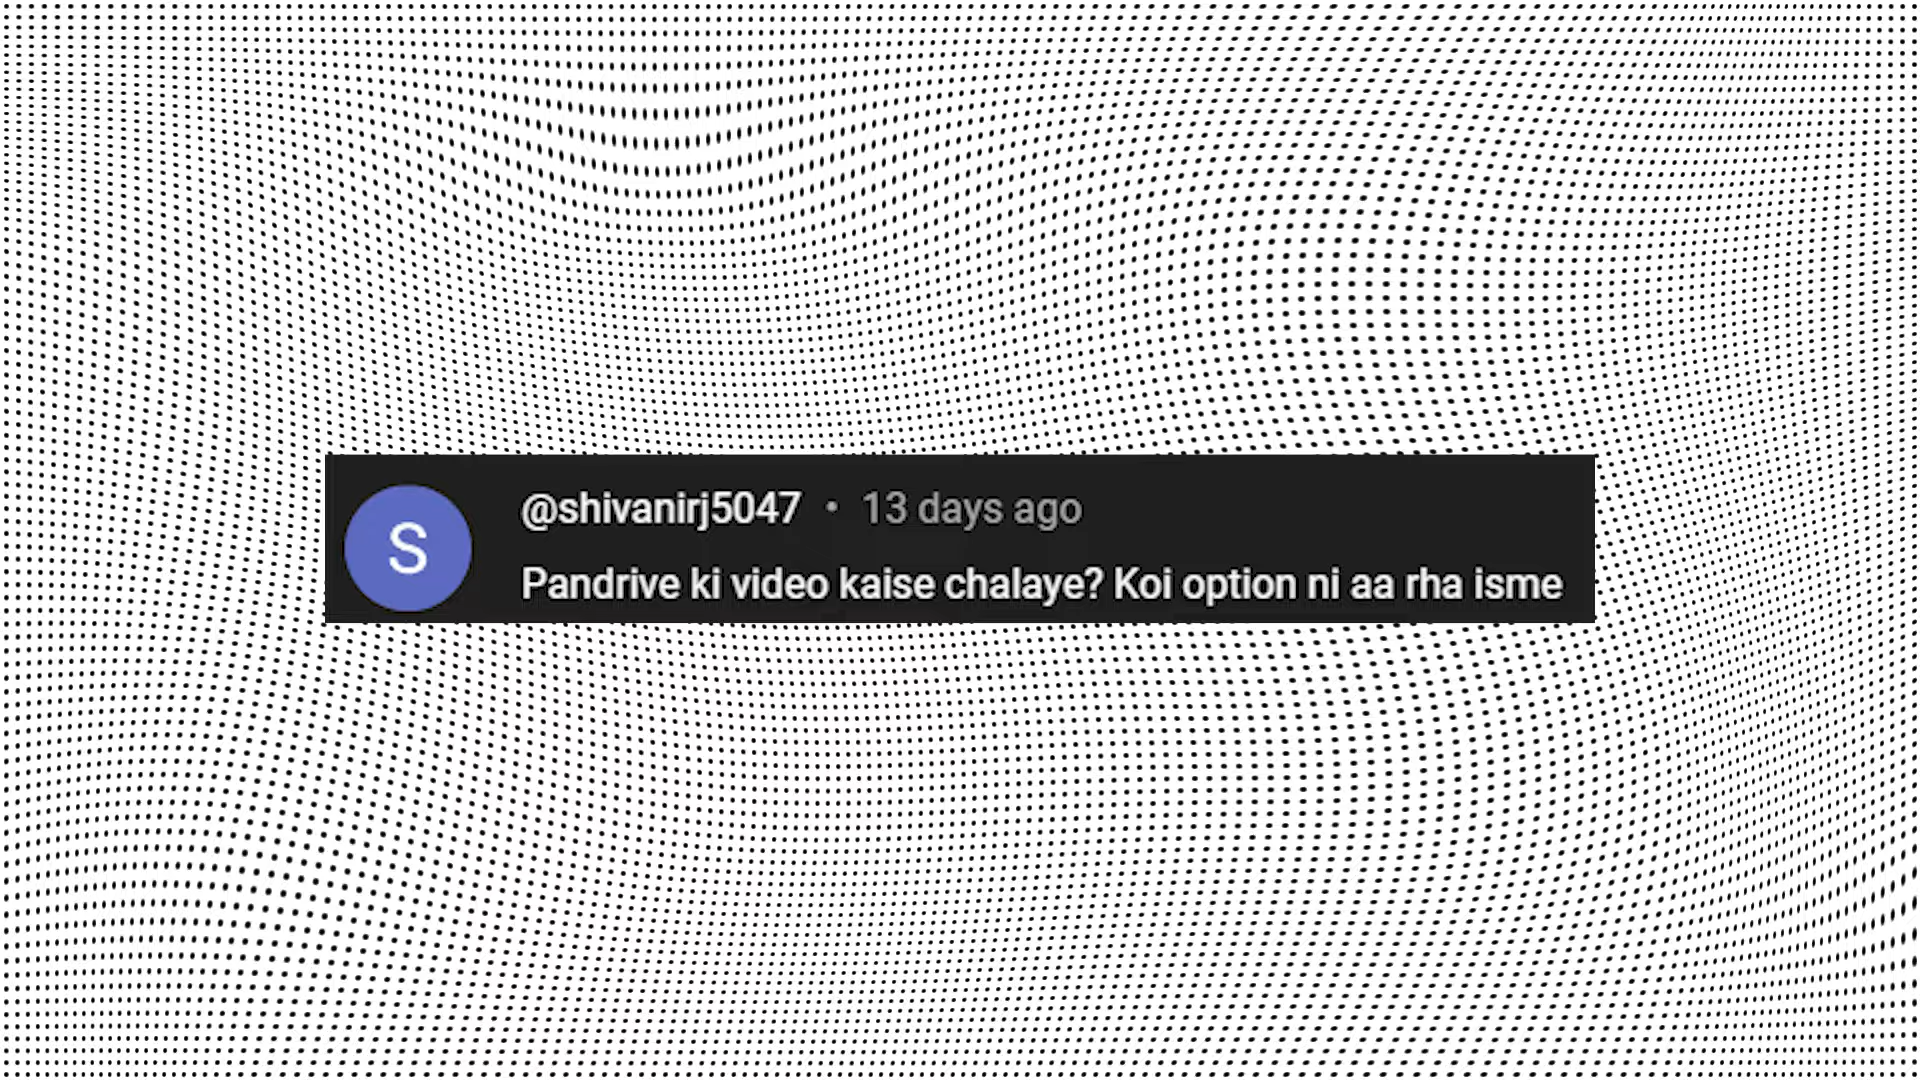 S
@shivanirj5047 • 13 days ago
Pandrive ki video kaise chalaye? Koi option ni aa rha isme